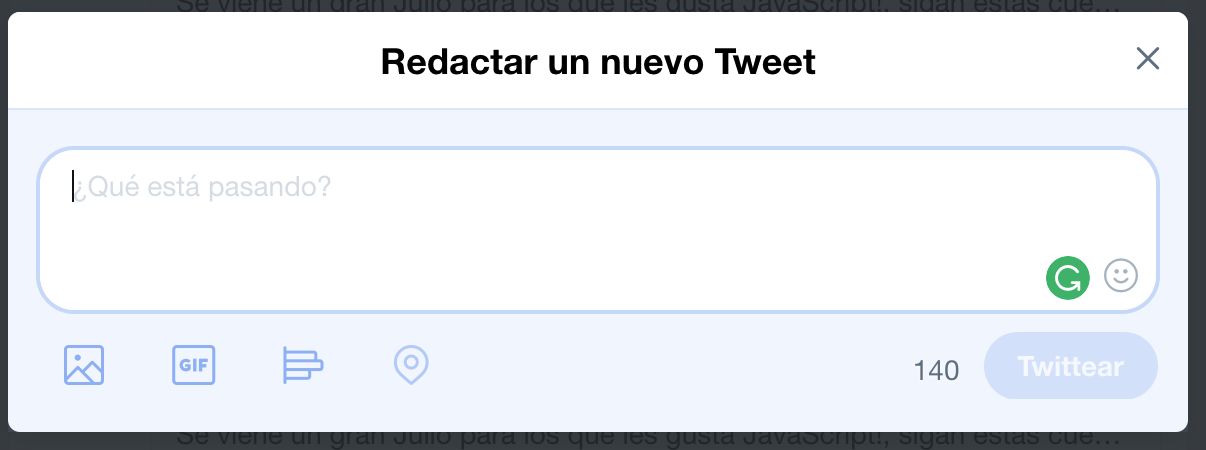 Se viene un gran Julio para los que les gusta JavaScript!, sigan estas cue...
Redactar un nuevo Tweet
¿Qué está pasando?
GIF
140
Twittear
Se viene un gran Julio para los que les gusta JavaScript!, sigan estas cue...